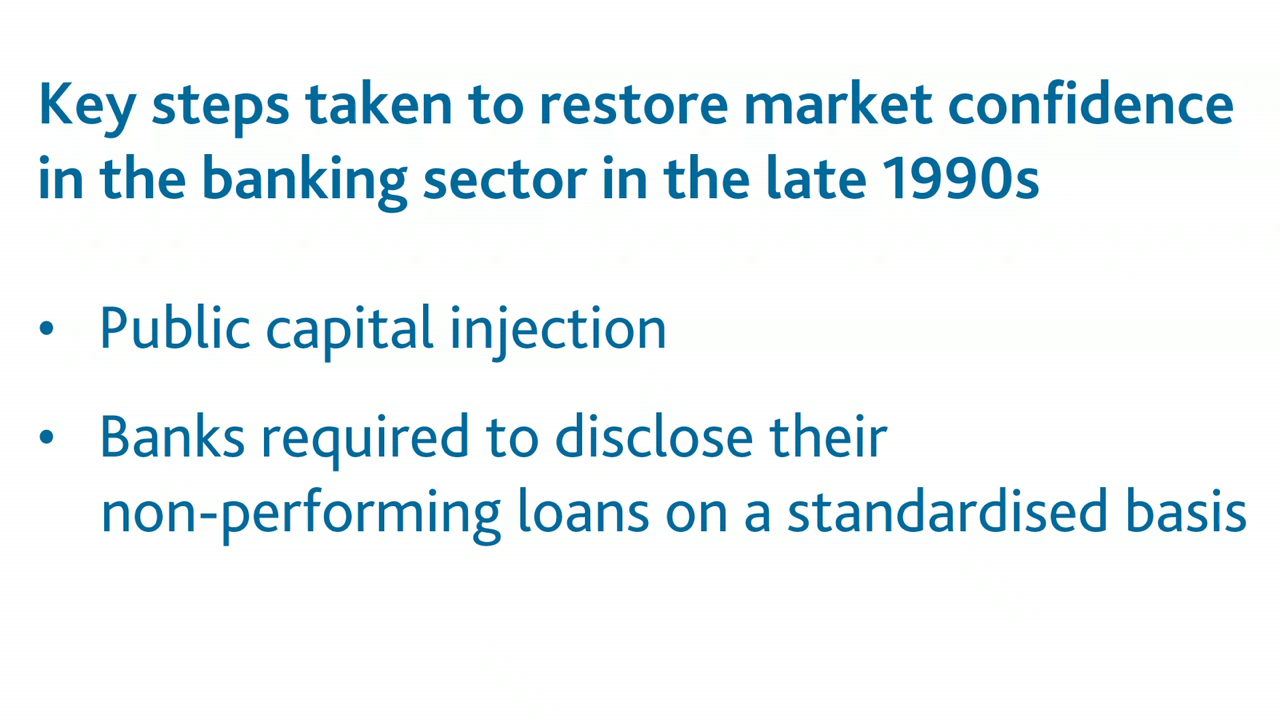 Key steps taken to restore market confidence
in the banking sector in the late 1990s
• Public capital injection
• Banks required to disclose their
non-performing loans on a standardised basis